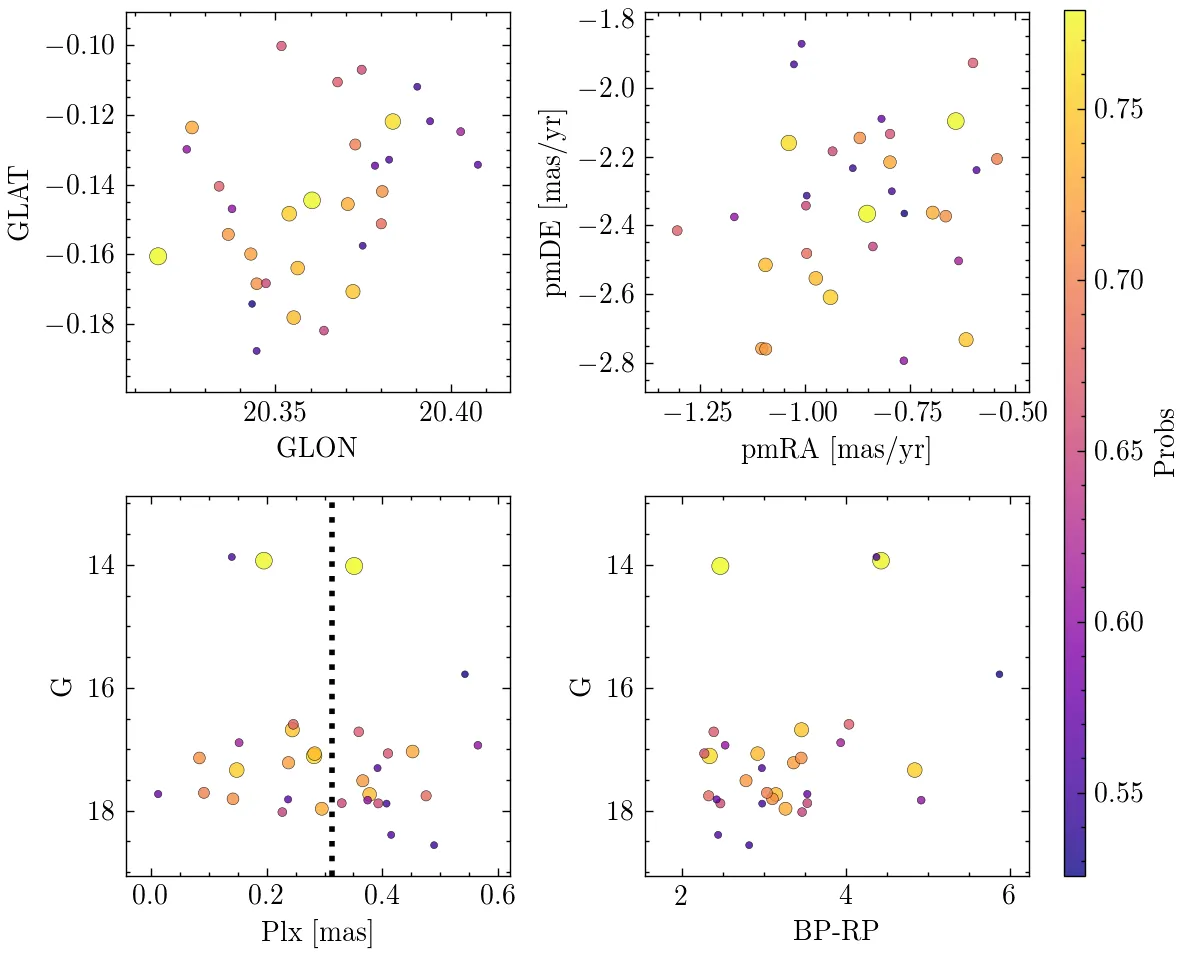 −0.10
−0.12
−0.14
−0.16
−0.18
GLAT
20.35 20.40
GLON
−1.8
−2.0
−2.2
−2.4
−2.6
−2.8
pmDE [mas/yr]
−1.25 −1.00 −0.75 −0.50
pmRA [mas/yr]
14
16
18
G
0.0 0.2 0.4 0.6
Plx [mas]
14
16
18
G
2 4 6
BP-RP
0.75
0.70
0.65
0.60
0.55
Probs